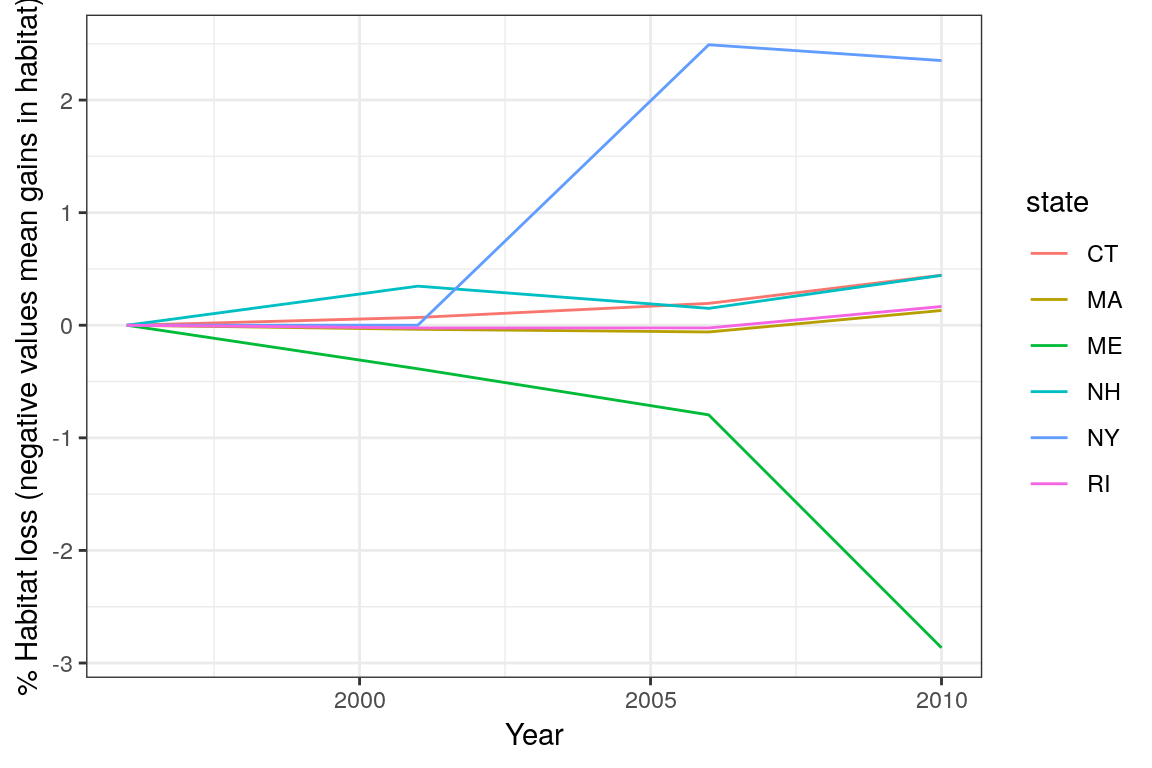 % Habitat loss (negative values mean gains in habitat)
2
1
0
-1
-2
-3
2000
2005
2010
Year
state
CT
MA
ME
NH
NY
RI